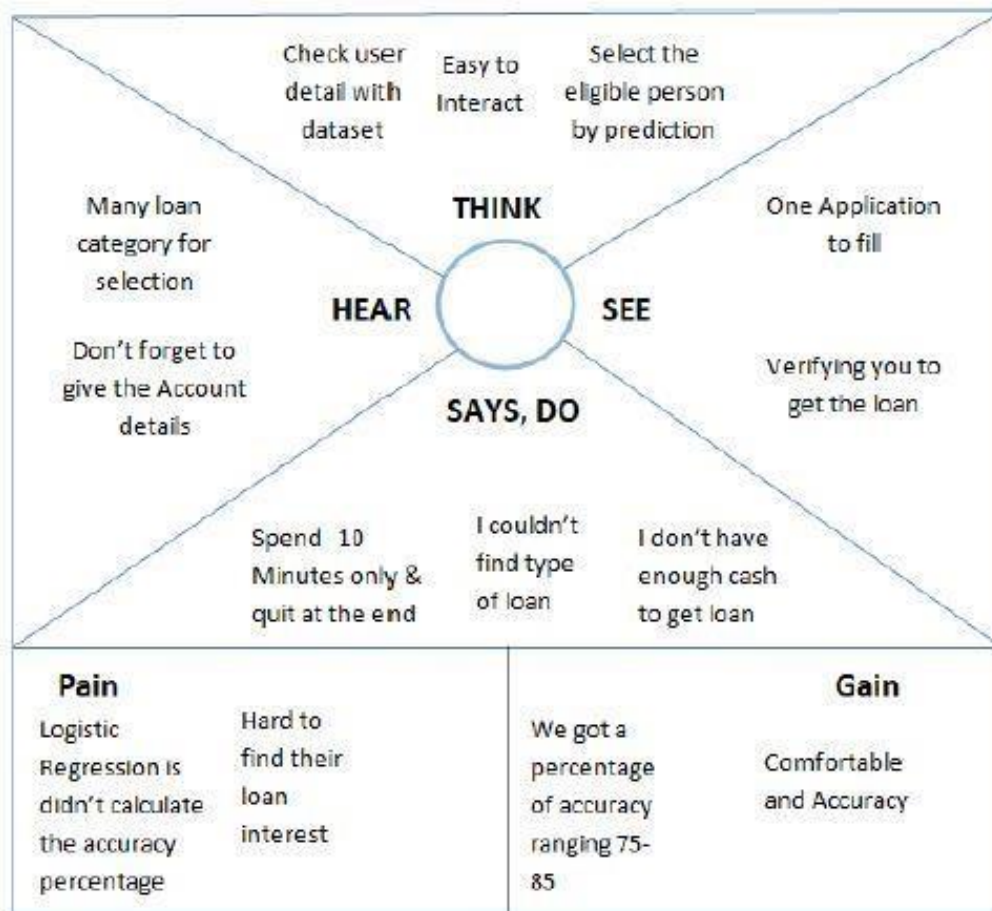 Check user
detail with
dataset
Easy to
Interact
Select the
eligible person
by prediction
THINK
Many loan
category for
selection
Don't forget to
give the Account
details
HEAR
SEE
One Application
to fill
Verifying you to
get the loan
SAYS, DO
Spend 10
Minutes only &
quit at the end
I couldn't
find type
of loan
I don't have
enough cash
to get loan
Pain
Logistic
Regression is
didn't calculate
the accuracy
percentage
Hard to
find their
loan
interest
Gain
We got a
percentage
of accuracy
ranging 75-
85
Comfortable
and Accuracy